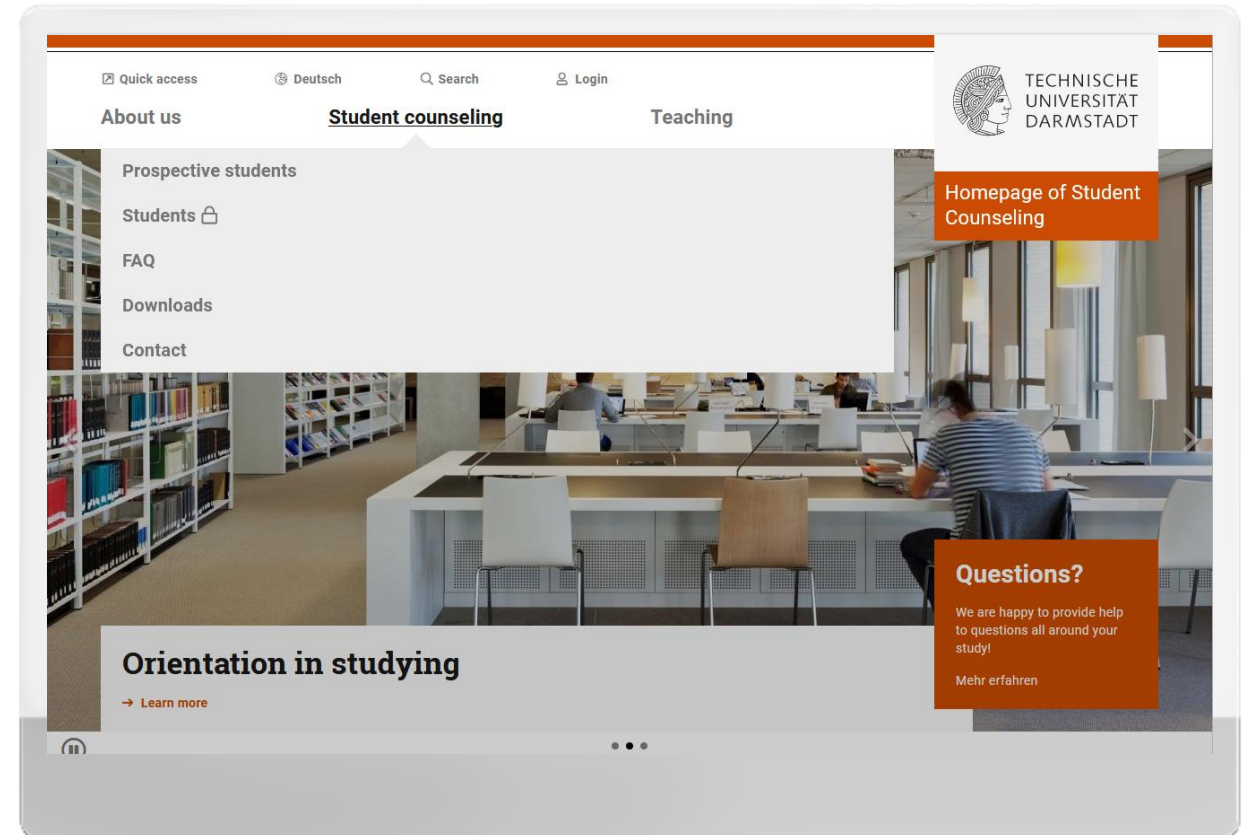 Quick access
Deutsch
Search
Login
About us
Student counseling
Teaching
TECHNISCHE
UNIVERSITÄT
DARMSTADT
Homepage of Student
Counseling
Prospective students
Students
FAQ
Downloads
Contact
Questions?
We are happy to provide help
to questions all around your
study!
Mehr erfahren
Orientation in studying
→ Learn more